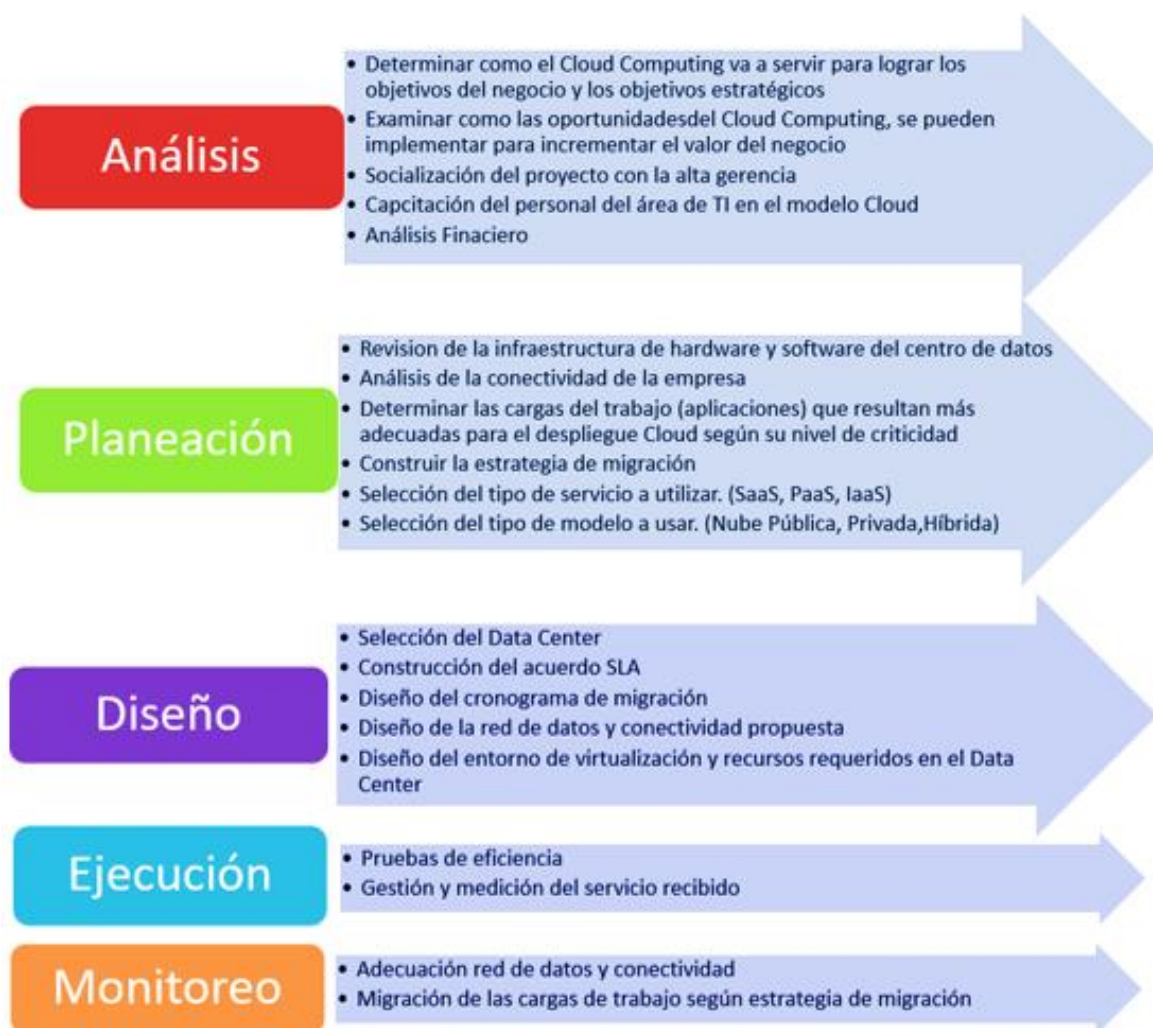 Análisis
• Determinar como el Cloud Computing va a servir para lograr los
objetivos del negocio y los objetivos estratégicos
• Examinar como las oportunidadesdel Cloud Computing, se pueden
implementar para incrementar el valor del negocio
• Socialización del proyecto con la alta gerencia
• Capcitación del personal del área de TI en el modelo Cloud
• Análisis Finaciero
Planeación
• Revision de la infraestructura de hardware y software del centro de datos
• Análisis de la conectividad de la empresa
• Determinar las cargas del trabajo (aplicaciones) que resultan más
adecuadas para el despliegue Cloud según su nivel de criticidad
• Construir la estrategia de migración
• Selección del tipo de servicio a utilizar. (SaaS, PaaS, IaaS)
• Selección del tipo de modelo a usar. (Nube Pública, Privada,Híbrida)
Diseño
• Selección del Data Center
• Construcción del acuerdo SLA
• Diseño del cronograma de migración
• Diseño de la red de datos y conectividad propuesta
• Diseño del entorno de virtualización y recursos requeridos en el Data
Center
Ejecución
• Pruebas de eficiencia
• Gestión y medición del servicio recibido
Monitoreo
• Adecuación red de datos y conectividad
• Migración de las cargas de trabajo según estrategia de migración